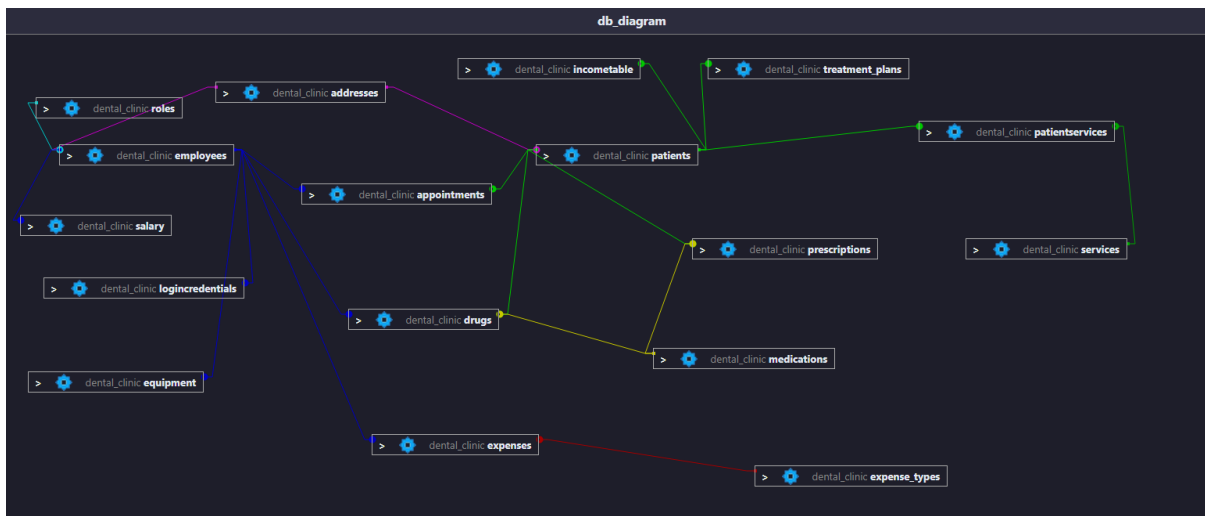 db_diagram
> dental_clinic incometable
> dental_clinic treatment_plans
> dental_clinic addresses
> dental_clinic roles
> dental_clinic patientservices
> dental_clinic employees
> dental_clinic patients
> dental_clinic appointments
> dental_clinic salary
> dental_clinic prescriptions
> dental_clinic services
> dental_clinic logincredentials
> dental_clinic drugs
> dental_clinic medications
> dental_clinic equipment
> dental_clinic expenses
> dental_clinic expense_types